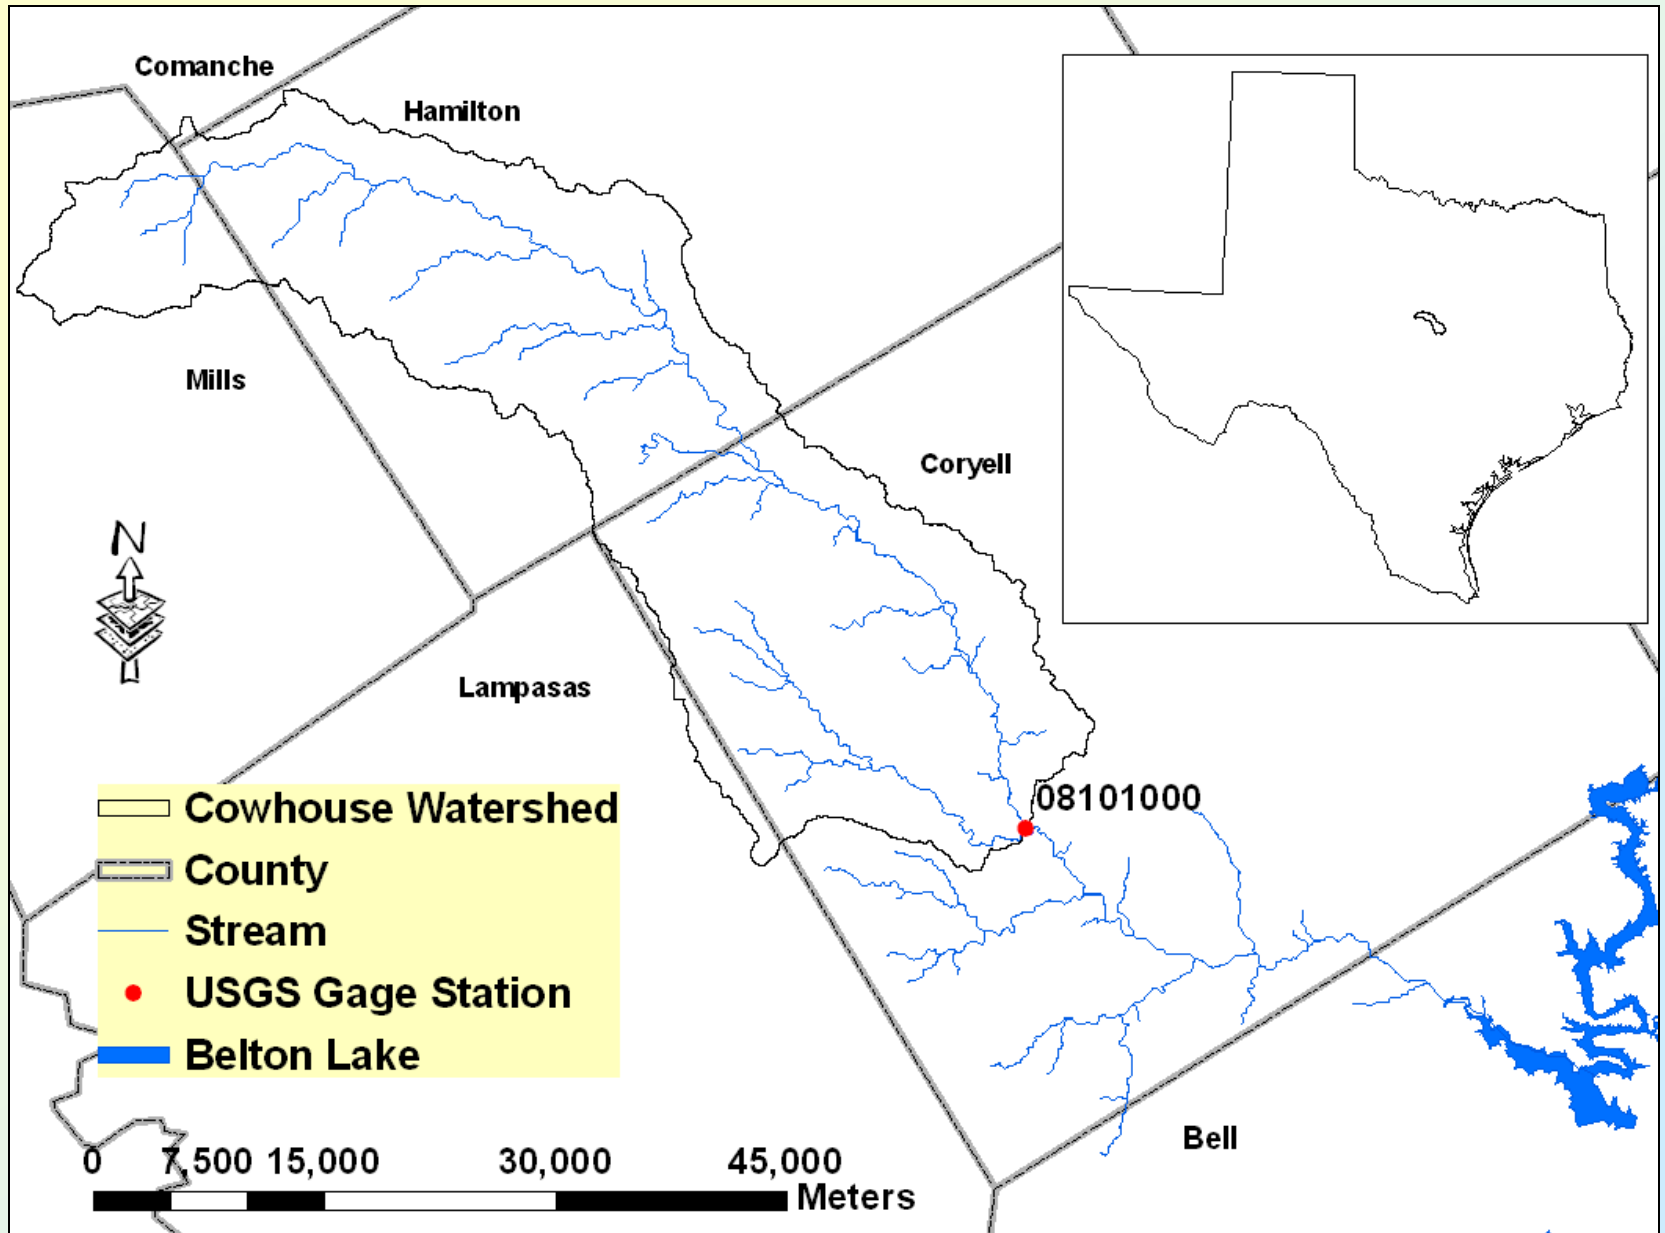 Comanche
Hamilton
Mills
Coryell
N
Lampasas
08101000
Cowhouse Watershed
County
Stream
USGS Gage Station
Belton Lake
Bell
0 7,500 15,000 30,000 45,000
Meters